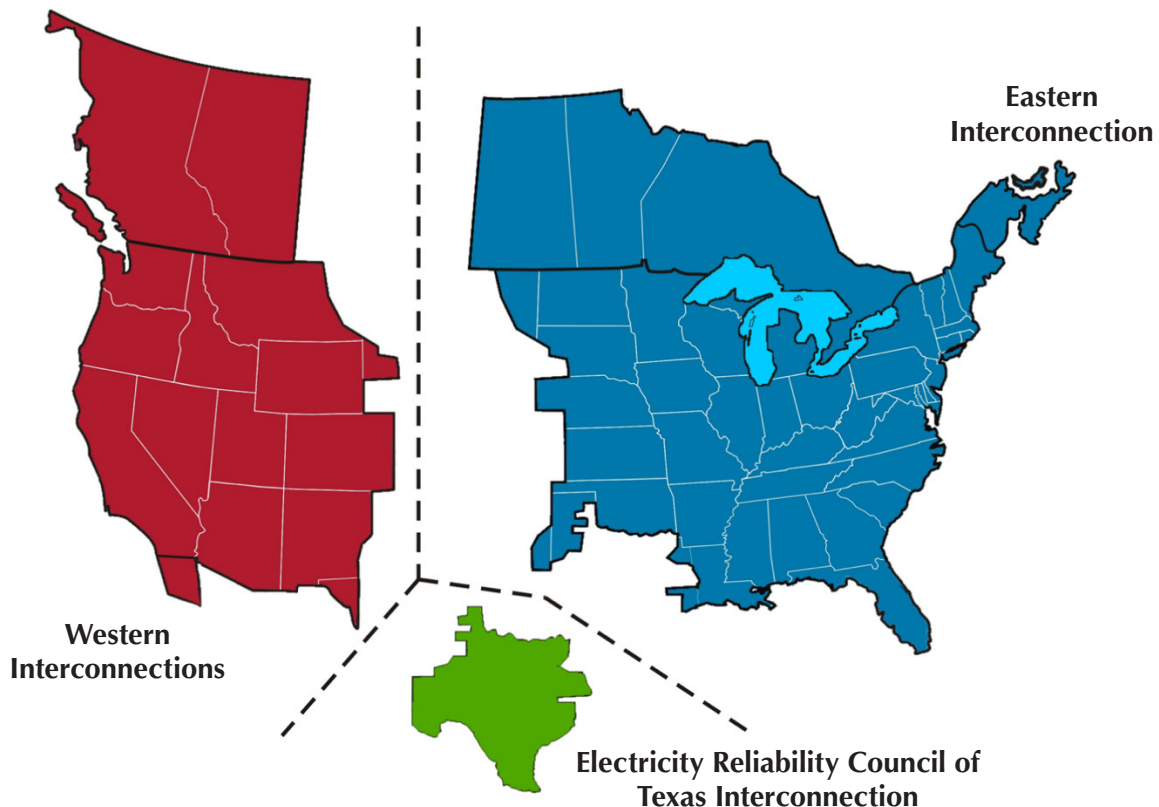 Eastern
Interconnection
Western
Interconnections
Electricity Reliability Council of
Texas Interconnection